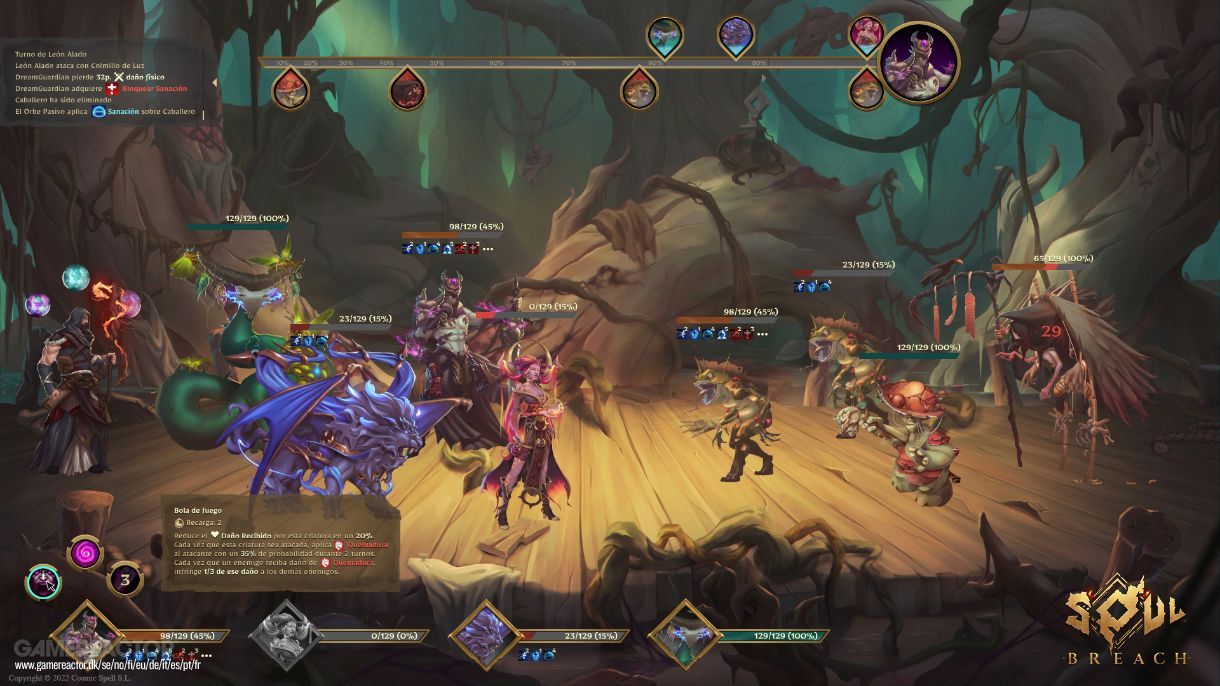 Turno de León Alado
León Alado ataca con Colmillo de Luz
DreamGuardian pierde 32p. daño físico
DreamGuardian adquiere Bloquear Sanación
Caballero ha sido eliminado
El Orbe Pasivo aplica Sanación sobre Caballero
10% 20% 30% 40% 50% 60% 70% 80% 90%
129/129 (100%)
98/129 (45%)
65/129 (100%)
23/129 (15%)
0/129 (15%)
98/129 (45%)
23/129 (15%)
29
129/129 (100%)
Bola de fuego
Recarga: 2
Reduce el Daño Recibido por esta criatura en un 20%.
Cada vez que esta criatura sea atacada, aplica Quemadura
al atacante con un 35% de probabilidad durante 2 turnos.
Cada vez que un enemigo reciba daño de Quemadura,
infringe 1/3 de ese daño a los demás enemigos.
3
98/129 (45%)
0/129 (0%)
23/129 (15%)
129/129 (100%)
SOUL
BREACH
GAMEREACTOR
www.gamereactor.dk/se/no/fi/eu/de/it/es/pt/fr
Copyright © 2022 Cosmic Spell S.L.